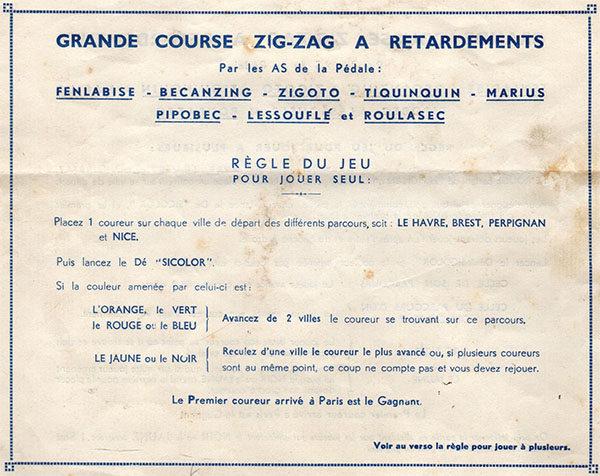 GRANDE COURSE ZIG-ZAG A RETARDEMENTS
Par les AS de la Pédale :
FENLABISE - BECANZING - ZIGOTO - TIQUINQUIN - MARIUS
PIPOBEC - LESSOUFLÉ et ROULASEC
RÈGLE DU JEU
POUR JOUER SEUL :
Placez 1 coureur sur chaque ville de départ des différents parcours, soit : LE HAVRE, BREST, PERPIGNAN
et NICE.
Puis lancez le Dé "SICOLOR".
Si la couleur amenée par celui-ci est :
L'ORANGE, le VERT
le ROUGE ou le BLEU
Avancez de 2 villes le coureur se trouvant sur ce parcours.
LE JAUNE ou le NOIR
Reculez d'une ville le coureur le plus avancé ou, si plusieurs coureurs
sont au même point, ce coup ne compte pas et vous devez rejouer.
Le Premier coureur arrivé à Paris est le Gagnant.
Voir au verso la règle pour jouer à plusieurs.